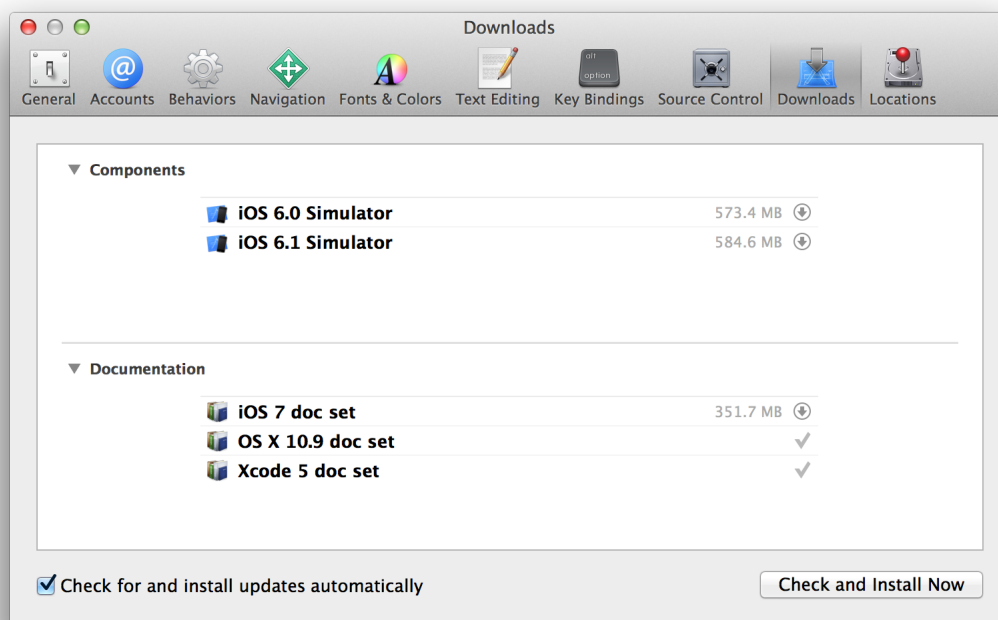 Downloads
alt
option
General Accounts Behaviors Navigation Fonts & Colors Text Editing Key Bindings Source Control Downloads Locations
Components
iOS 6.0 Simulator 573.4 MB
iOS 6.1 Simulator 584.6 MB
Documentation
iOS 7 doc set 351.7 MB
OS X 10.9 doc set
Xcode 5 doc set
Check for and install updates automatically Check and Install Now